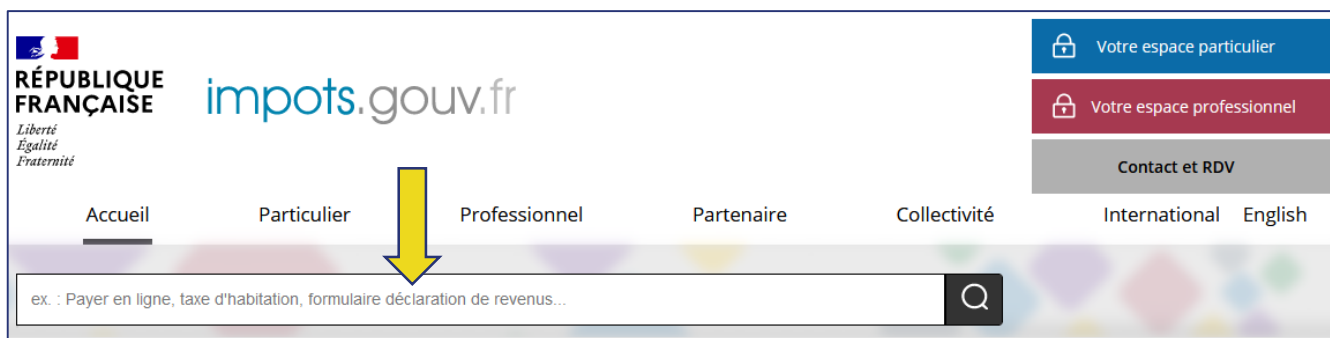 RÉPUBLIQUE
FRANÇAISE
Liberté
Égalité
Fraternité
impots.gouv.fr
Votre espace particulier
Votre espace professionnel
Contact et RDV
Accueil Particulier Professionnel Partenaire Collectivité International English
ex. : Payer en ligne, taxe d'habitation, formulaire déclaration de revenus...